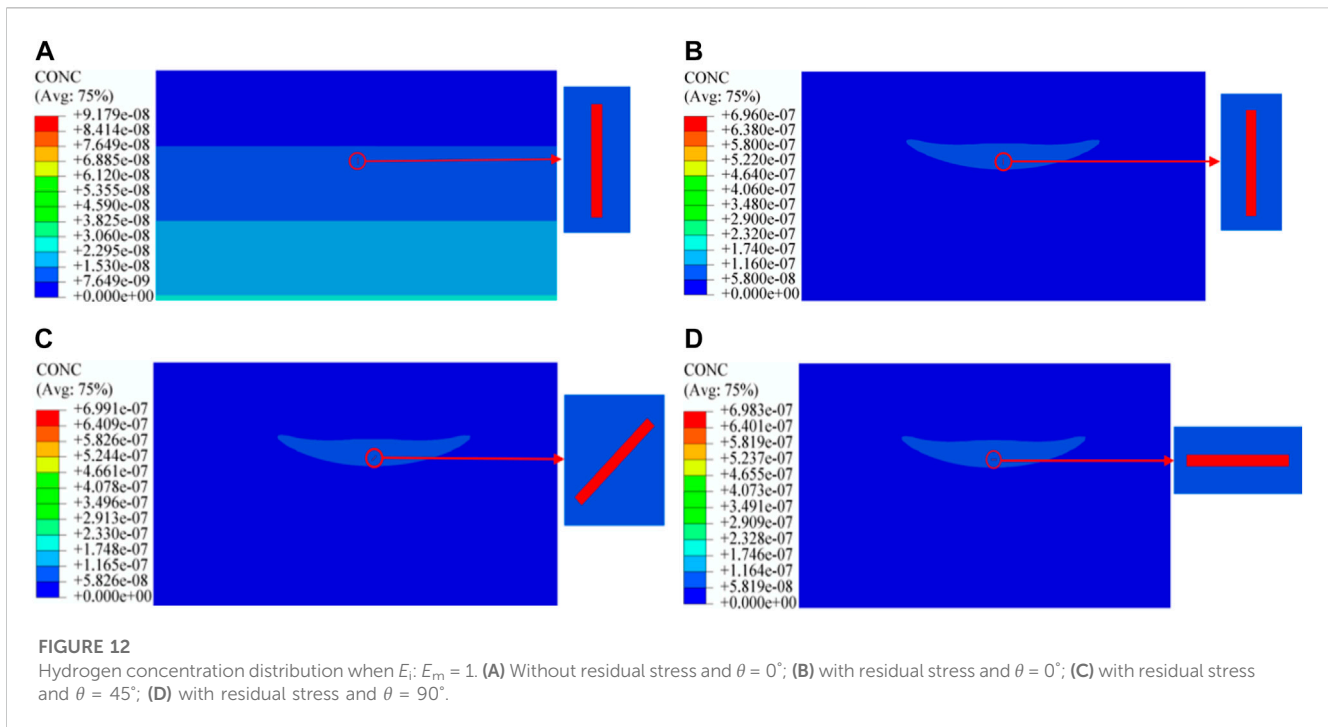 A
CONC
(Avg: 75%)
+9.179e-08
+8.414e-08
+7.649e-08
+6.885e-08
+6.120e-08
+5.355e-08
+4.590e-08
+3.825e-08
+3.060e-08
+2.295e-08
+1.530e-08
+7.649e-09
+0.000e+00
B
CONC
(Avg: 75%)
+6.960e-07
+6.380e-07
+5.800e-07
+5.220e-07
+4.640e-07
+4.060e-07
+3.480e-07
+2.900e-07
+2.320e-07
+1.740e-07
+1.160e-07
+5.800e-08
+0.000e+00
C
CONC
(Avg: 75%)
+6.991e-07
+6.409e-07
+5.826e-07
+5.244e-07
+4.661e-07
+4.078e-07
+3.496e-07
+2.913e-07
+2.330e-07
+1.748e-07
+1.165e-07
+5.826e-08
+0.000e+00
D
CONC
(Avg: 75%)
+6.983e-07
+6.401e-07
+5.819e-07
+5.237e-07
+4.655e-07
+4.073e-07
+3.491e-07
+2.909e-07
+2.328e-07
+1.746e-07
+1.164e-07
+5.819e-08
+0.000e+00
FIGURE 12
Hydrogen concentration distribution when Ei: Em = 1. (A) Without residual stress and θ = 0°; (B) with residual stress and θ = 0°; (C) with residual stress
and θ = 45°; (D) with residual stress and θ = 90°.